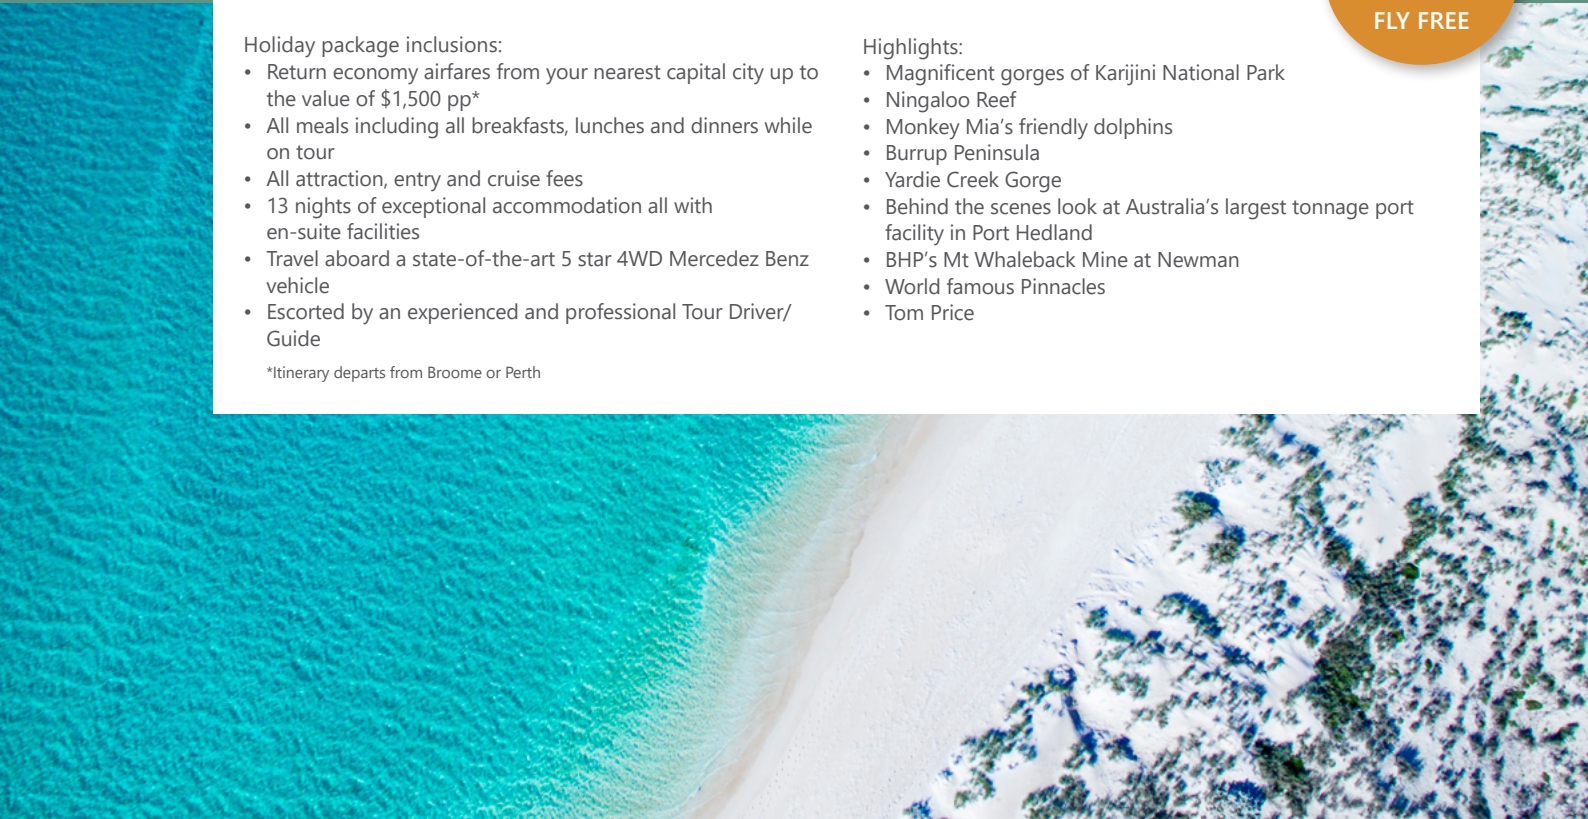 FLY FREE
Holiday package inclusions:
• Return economy airfares from your nearest capital city up to
the value of $1,500 pp*
• All meals including all breakfasts, lunches and dinners while
on tour
• All attraction, entry and cruise fees
• 13 nights of exceptional accommodation all with
en-suite facilities
• Travel aboard a state-of-the-art 5 star 4WD Mercedez Benz
vehicle
• Escorted by an experienced and professional Tour Driver/
Guide
*Itinerary departs from Broome or Perth
Highlights:
• Magnificent gorges of Karijini National Park
• Ningaloo Reef
• Monkey Mia’s friendly dolphins
• Burrup Peninsula
• Yardie Creek Gorge
• Behind the scenes look at Australia’s largest tonnage port
facility in Port Hedland
• BHP’s Mt Whaleback Mine at Newman
• World famous Pinnacles
• Tom Price